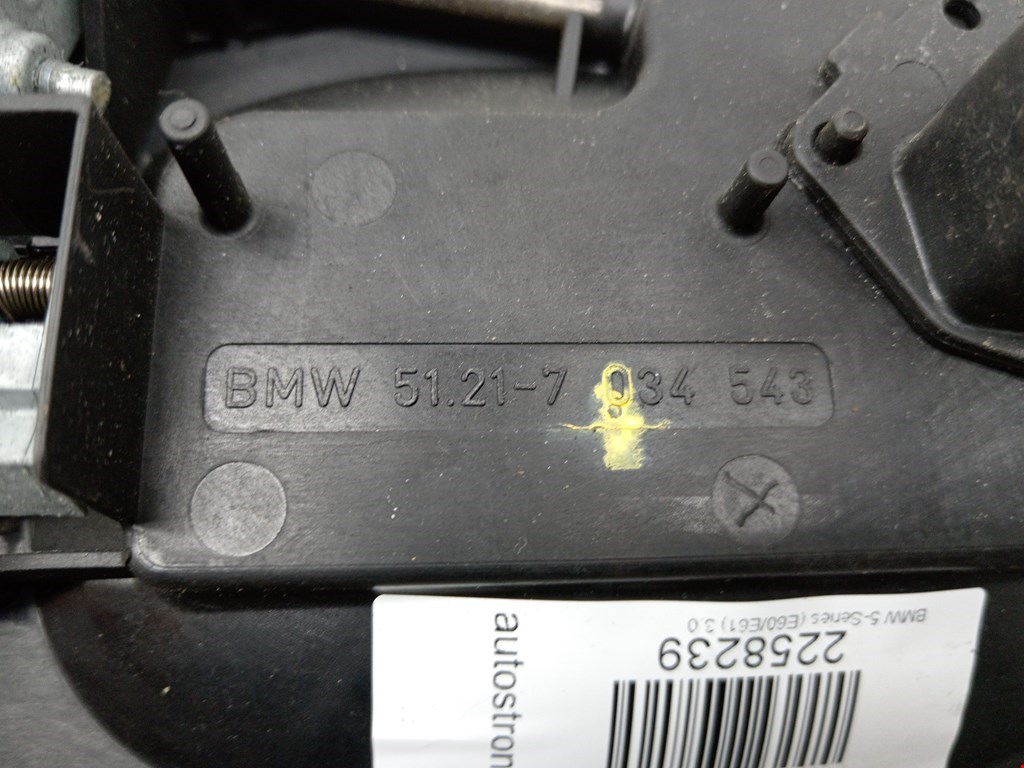 BMW 51.21-7 034 543
BMW 5-Series (E60/E61) 3.0
2258239
autostron